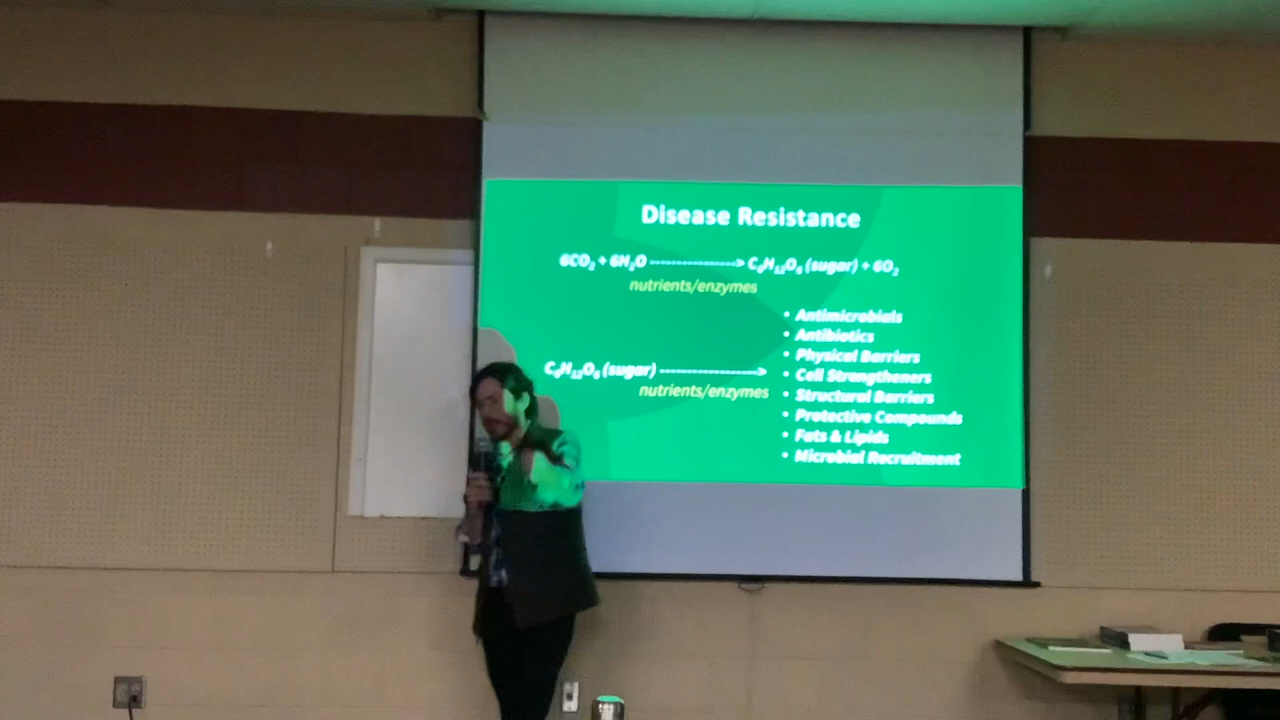 Disease Resistance
6CO₂ + 6H₂O ---------------> C₆H₁₂O₆ (sugar) + 6O₂
nutrients/enzymes
• Antimicrobials
• Antibiotics
• Physical Barriers
C₆H₁₂O₆ (sugar) ------------------>
• Cell Strengtheners
nutrients/enzymes
• Structural Barriers
• Protective Compounds
• Fats & Lipids
• Microbial Recruitment